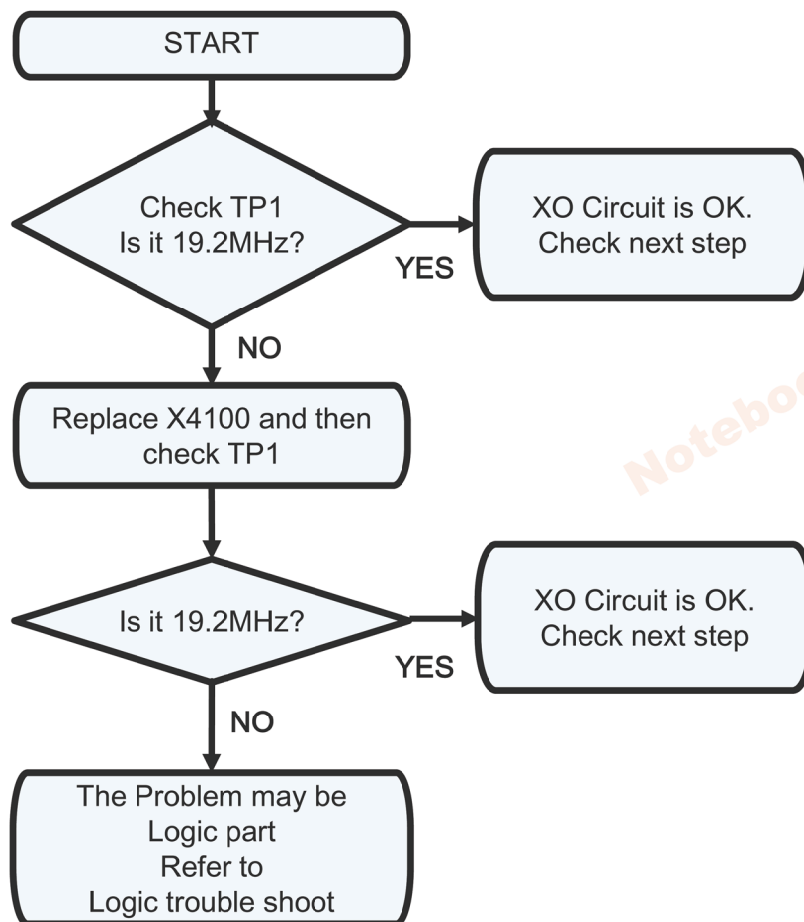 START
Check TP1
Is it 19.2MHz?
YES
XO Circuit is OK.
Check next step
NO
Replace X4100 and then
check TP1
Is it 19.2MHz?
YES
XO Circuit is OK.
Check next step
NO
The Problem may be
Logic part
Refer to
Logic trouble shoot